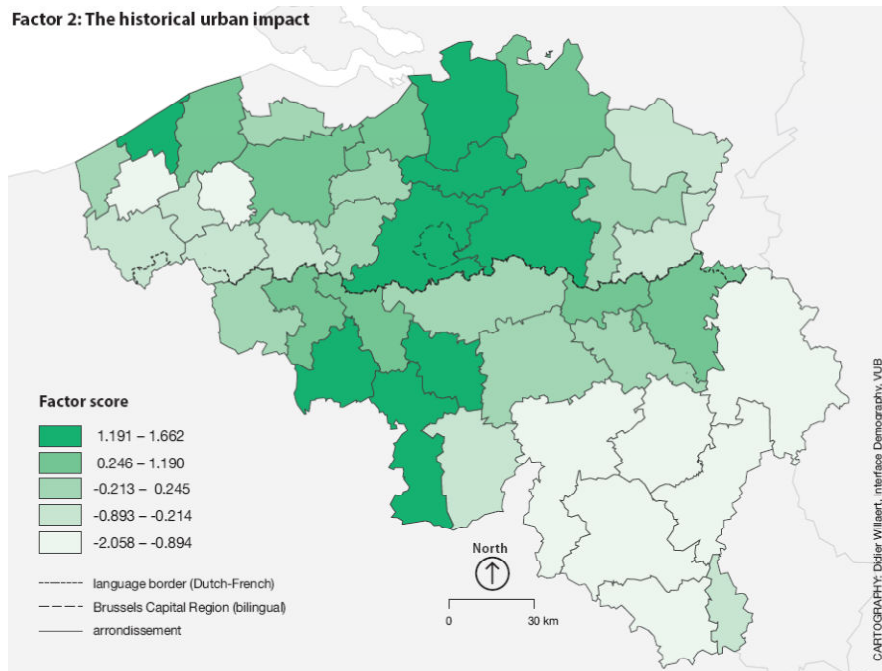 Factor 2: The historical urban impact
Factor score
1.191 – 1.662
0.246 – 1.190
-0.213 – 0.245
-0.893 – -0.214
-2.058 – -0.894
language border (Dutch-French)
Brussels Capital Region (bilingual)
arrondissement
North
0 30 km
CARTOGRAPHY: Didier Willaert, Interface Demography, VUB